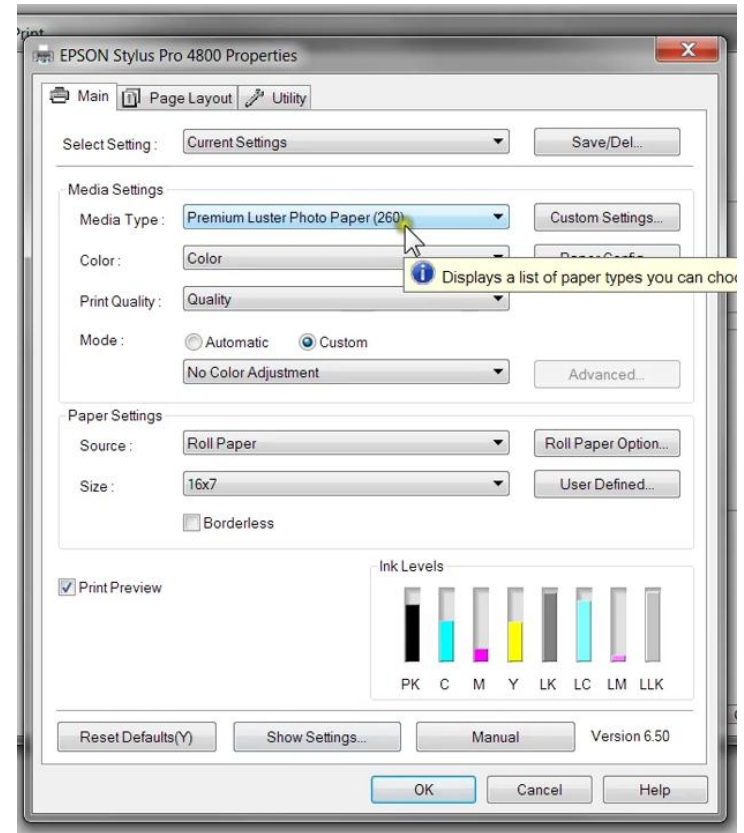 Print
EPSON Stylus Pro 4800 Properties
Main Page Layout Utility
Select Setting : Current Settings Save/Del...
Media Settings
Media Type : Premium Luster Photo Paper (260) Custom Settings...
Color : Color
Displays a list of paper types you can choo
Print Quality : Quality
Mode : Automatic Custom
No Color Adjustment Advanced...
Paper Settings
Source : Roll Paper Roll Paper Option...
Size : 16x7 User Defined...
Borderless
Print Preview
Ink Levels
PK C M Y LK LC LM LLK
Reset Defaults(Y) Show Settings... Manual Version 6.50
OK Cancel Help